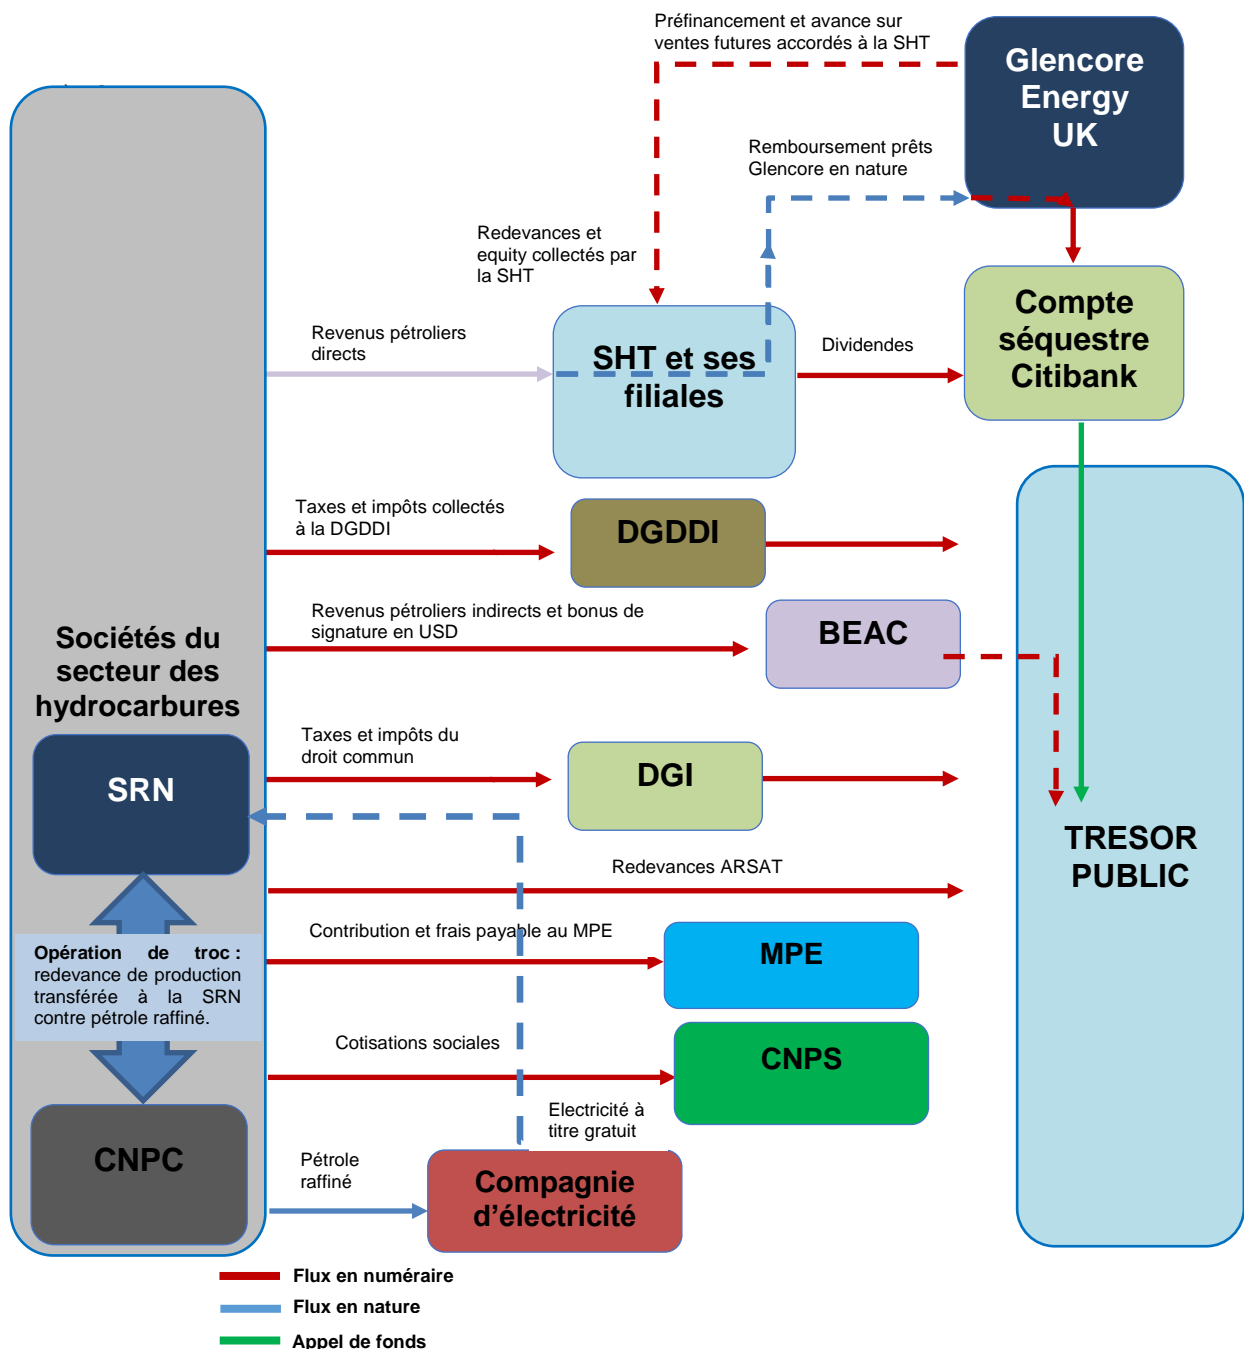 Préfinancement et avance sur
ventes futures accordés à la SHT
Glencore
Energy
UK
Remboursement prêts
Glencore en nature
Redevances et
equity collectés par
la SHT
Revenus pétroliers
directs
SHT et ses
filiales
Dividendes
Compte
séquestre
Citibank
Taxes et impôts collectés
à la DGDDI
DGDDI
Revenus pétroliers indirects et bonus de
signature en USD
BEAC
Sociétés du
secteur des
hydrocarbures
Taxes et impôts du
droit commun
DGI
SRN
TRESOR
PUBLIC
Redevances ARSAT
Contribution et frais payable au MPE
MPE
Opération de troc :
redevance de production
transférée à la SRN
contre pétrole raffiné.
Cotisations sociales
CNPS
Electricité à
titre gratuit
CNPC
Pétrole
raffiné
Compagnie
d’électricité
Flux en numéraire
Flux en nature
Appel de fonds